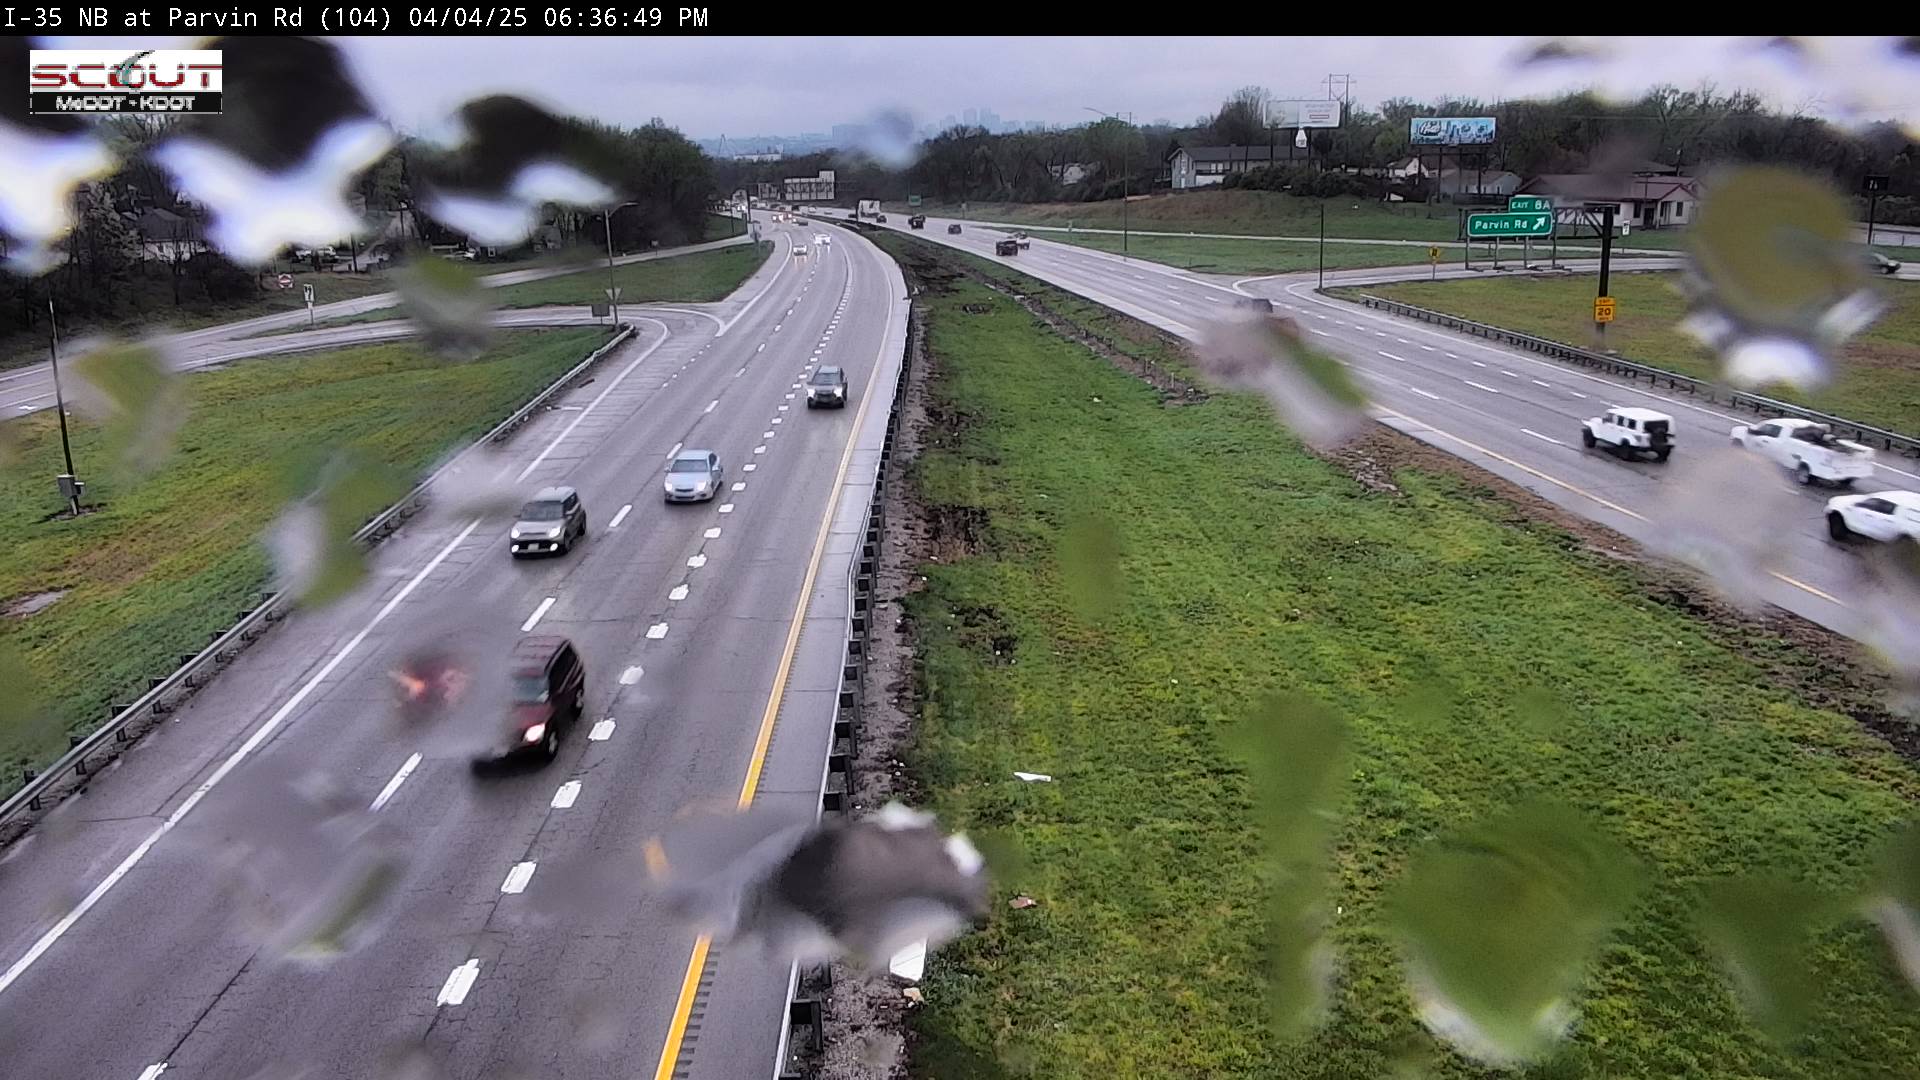 I-35 NB at Parvin Rd (104) 04/04/25 06:36:49 PM
SCOUT
MoDOT - KDOT
EXIT 8A
Parvin Rd
EXIT
20